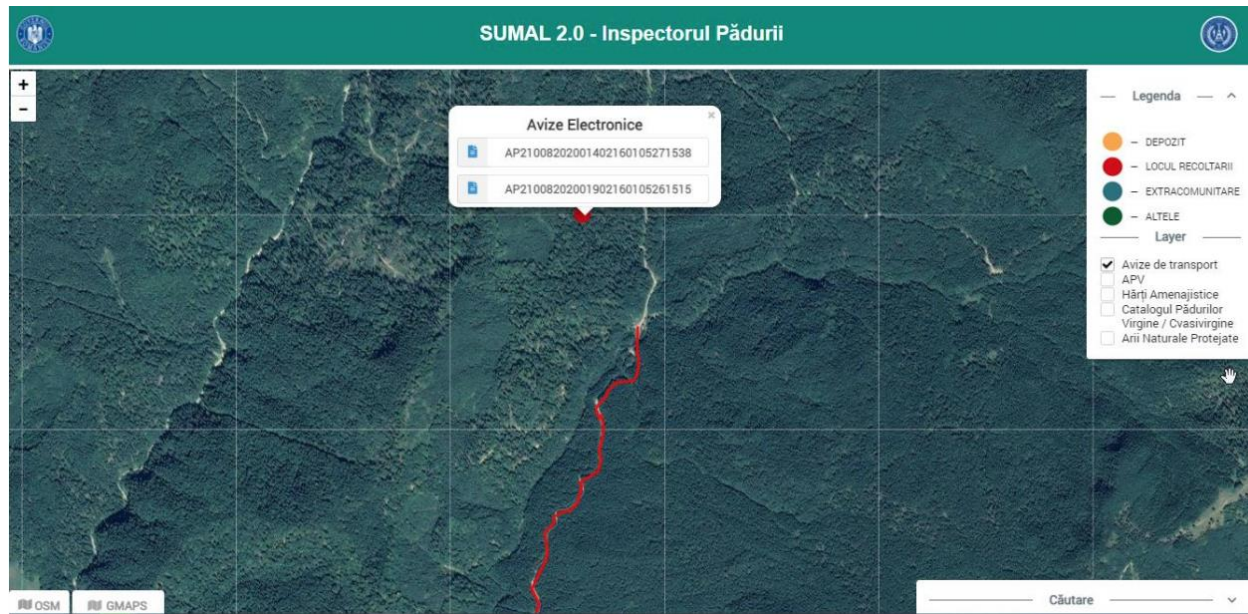 SUMAL 2.0 - Inspectorul Pădurii
+
−
Avize Electronice
×
AP21008202001402160105271538
AP21008202001902160105261515
Legenda
– DEPOZIT
– LOCUL RECOLTARII
– EXTRACOMUNITARE
– ALTELE
Layer
Avize de transport
APV
Hărți Amenajistice
Catalogul Pădurilor
Virgine / Cvasivirgine
Arii Naturale Protejate
OSM
GMAPS
Căutare